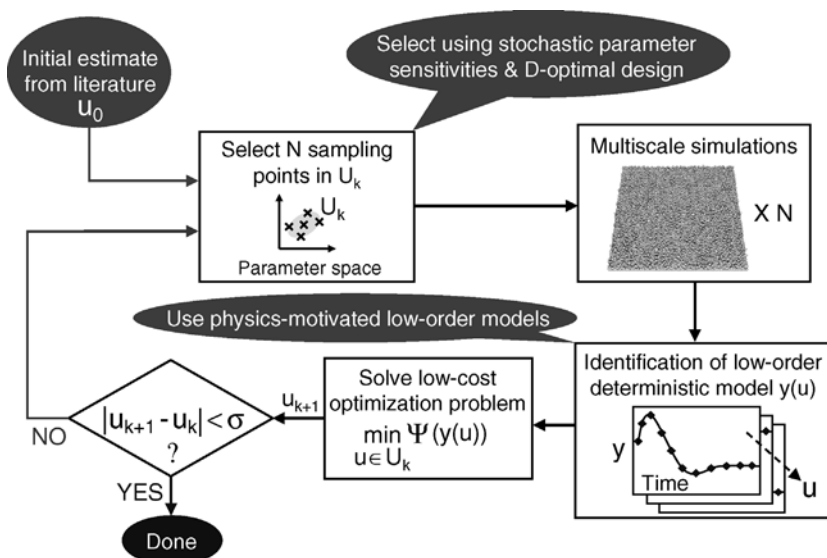 Initial estimate
from literature
u₀
Select using stochastic parameter
sensitivities & D-optimal design
Select N sampling
points in Uₖ
Uₖ
Parameter space
Multiscale simulations
X N
Use physics-motivated low-order models
Identification of low-order
deterministic model y(u)
y
Time
u
Solve low-cost
optimization problem
min Ψ(y(u))
u∈Uₖ
uₖ₊₁
|uₖ₊₁ - uₖ| < σ
?
NO
YES
Done